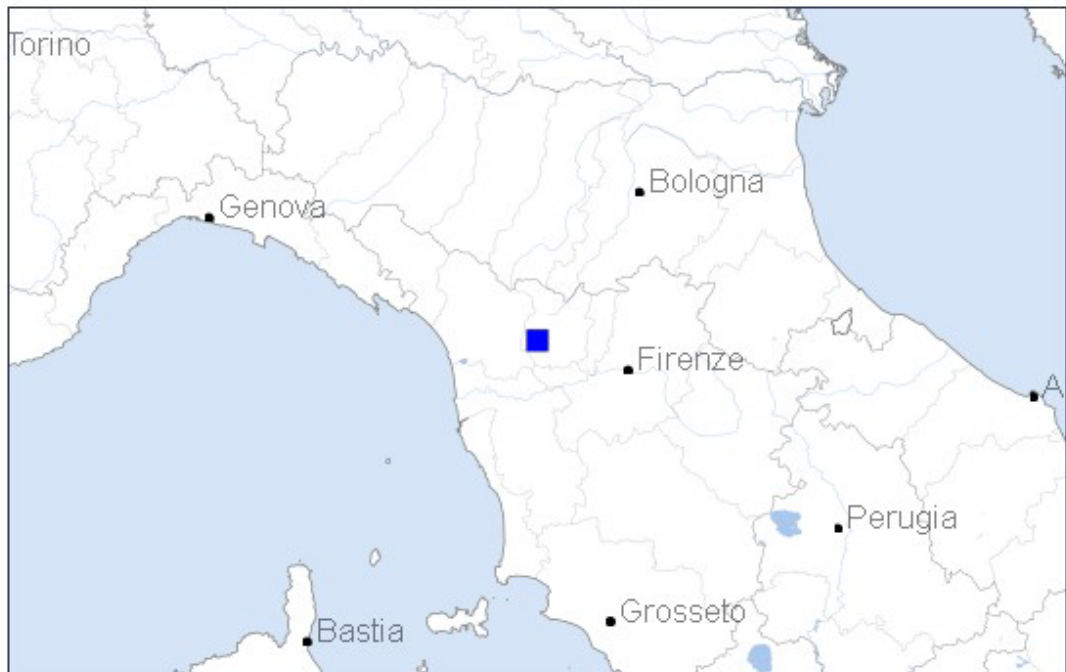 Torino
Bologna
Genova
Firenze
A
Perugia
Grosseto
Bastia